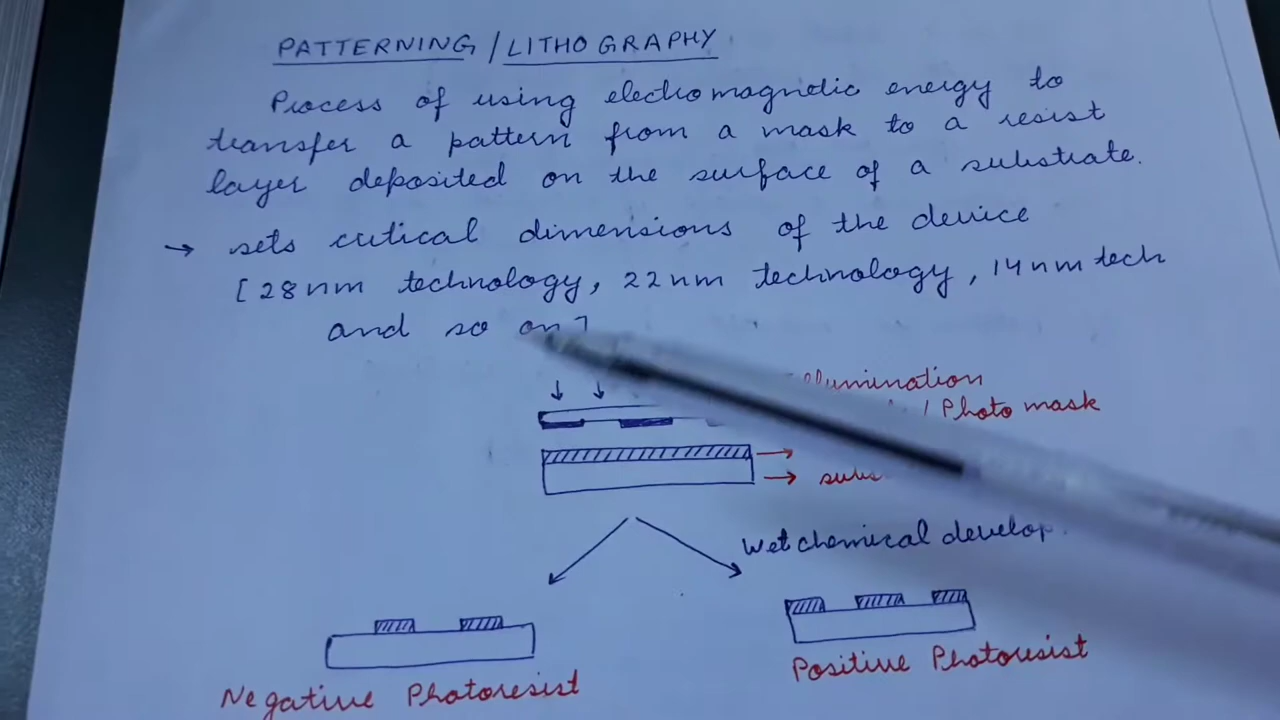 PATTERNING / LITHOGRAPHY
Process of using electromagnetic energy to
transfer a pattern from a mask to a resist
layer deposited on the surface of a substrate.
→ sets critical dimensions of the device
[28nm technology, 22nm technology, 14nm tech
and so on]
Illumination
/ Photo mask
Wet chemical develop
Negative Photoresist
Positive Photoresist